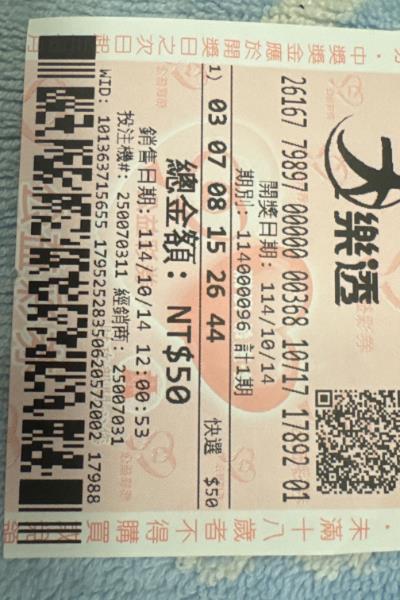 大樂透
26167 79897 00000 00368 10717 17892 01
開獎日期: 114/10/14
期別: 114000096 計1期
1) 03 07 08 15 26 44 快選 $50
總金額: NT$50
銷售日期: 114/10/14 12:00:53
投注機#: 250070311 經銷商: 25007031
WID: 101363715655 17952528350620572002 17988
中獎獎金應於開獎日之次日起
未滿十八歲者不得購買